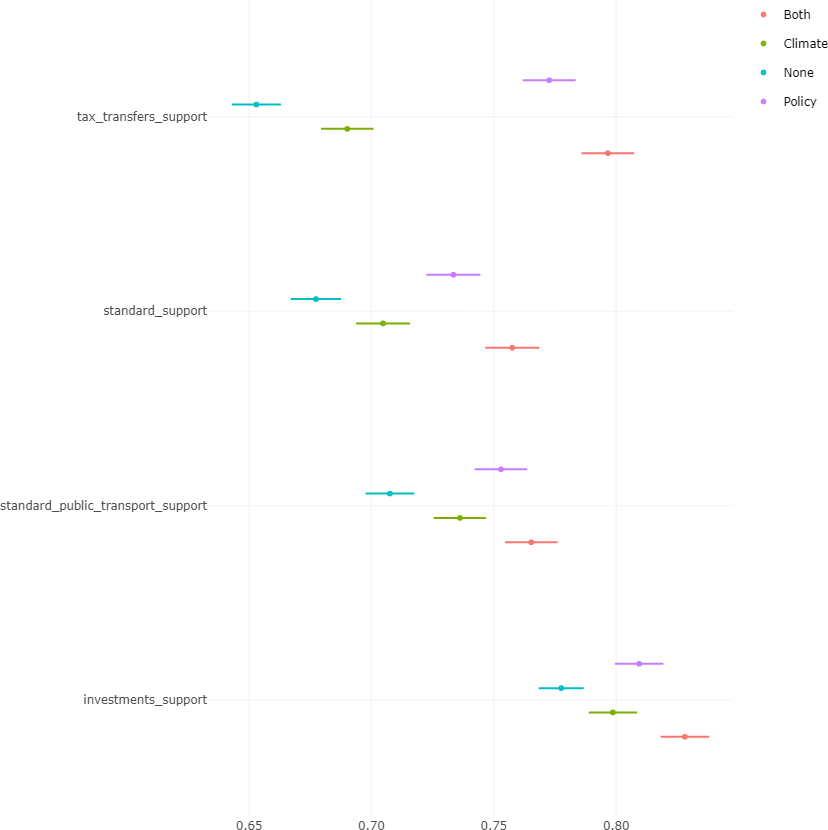 Both
Climate
None
Policy
tax_transfers_support
standard_support
standard_public_transport_support
investments_support
0.65 0.70 0.75 0.80